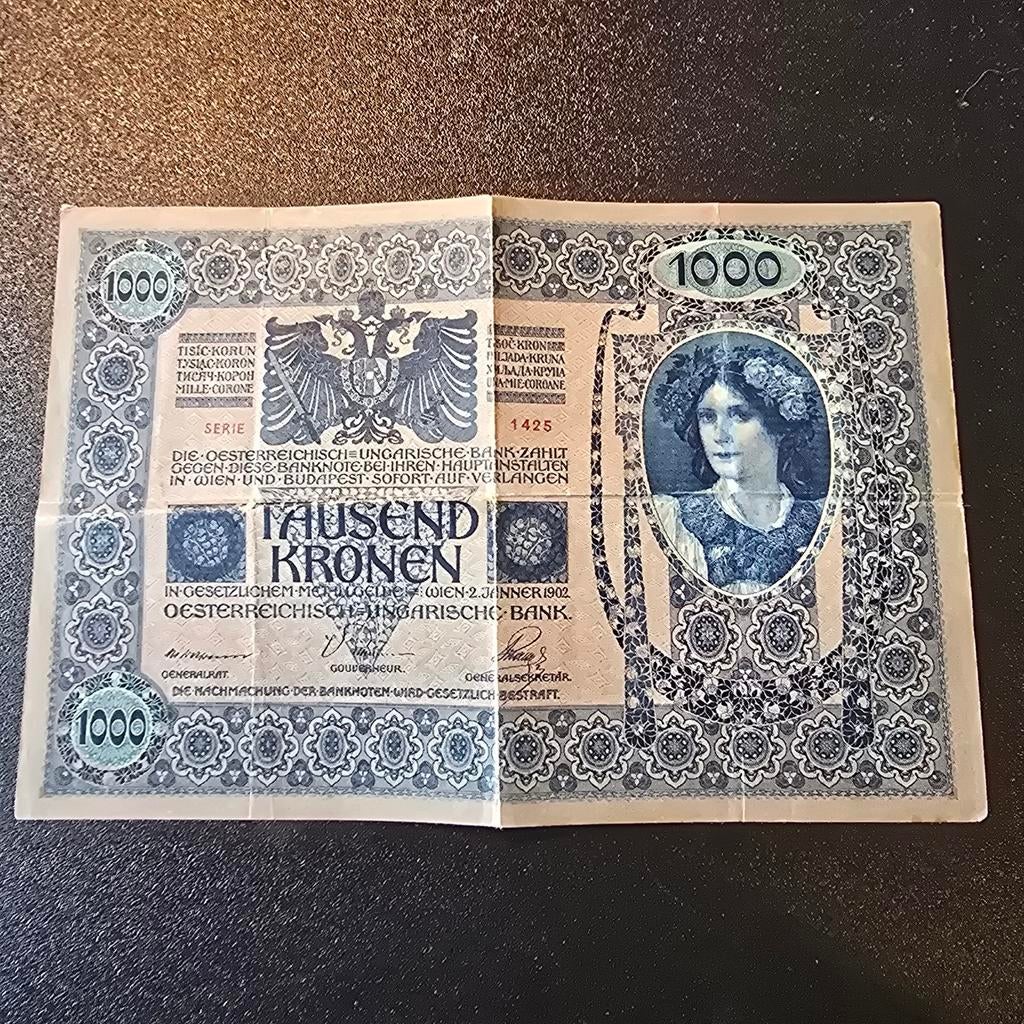 1000
1000
TISÍC·KORUN
TYSIĄC·KORON
ТИСЯЧ·КОРОН
MILLE·CORONE
TISOČ·KRON
HILJADA·KRUNA
ХИЉАДА·КРУНА
UNA·MIE·COROANE
SERIE
1425
DIE·OESTERREICHISCH=UNGARISCHE·BANK·ZAHLT
GEGEN·DIESE·BANKNOTE·BEI·IHREN·HAUPTANSTALTEN
IN·WIEN·UND·BUDAPEST·SOFORT·AUF·VERLANGEN
TAUSEND
KRONEN
IN·GESETZLICHEM·METALLGELDE·=·WIEN·2·JÄNNER 1902
OESTERREICHISCH=UNGARISCHE·BANK.
GENERALRAT.
GOUVERNEUR.
GENERALSEKRETÄR.
DIE·NACHMACHUNG·DER·BANKNOTEN·WIRD·GESETZLICH·BESTRAFT.
1000